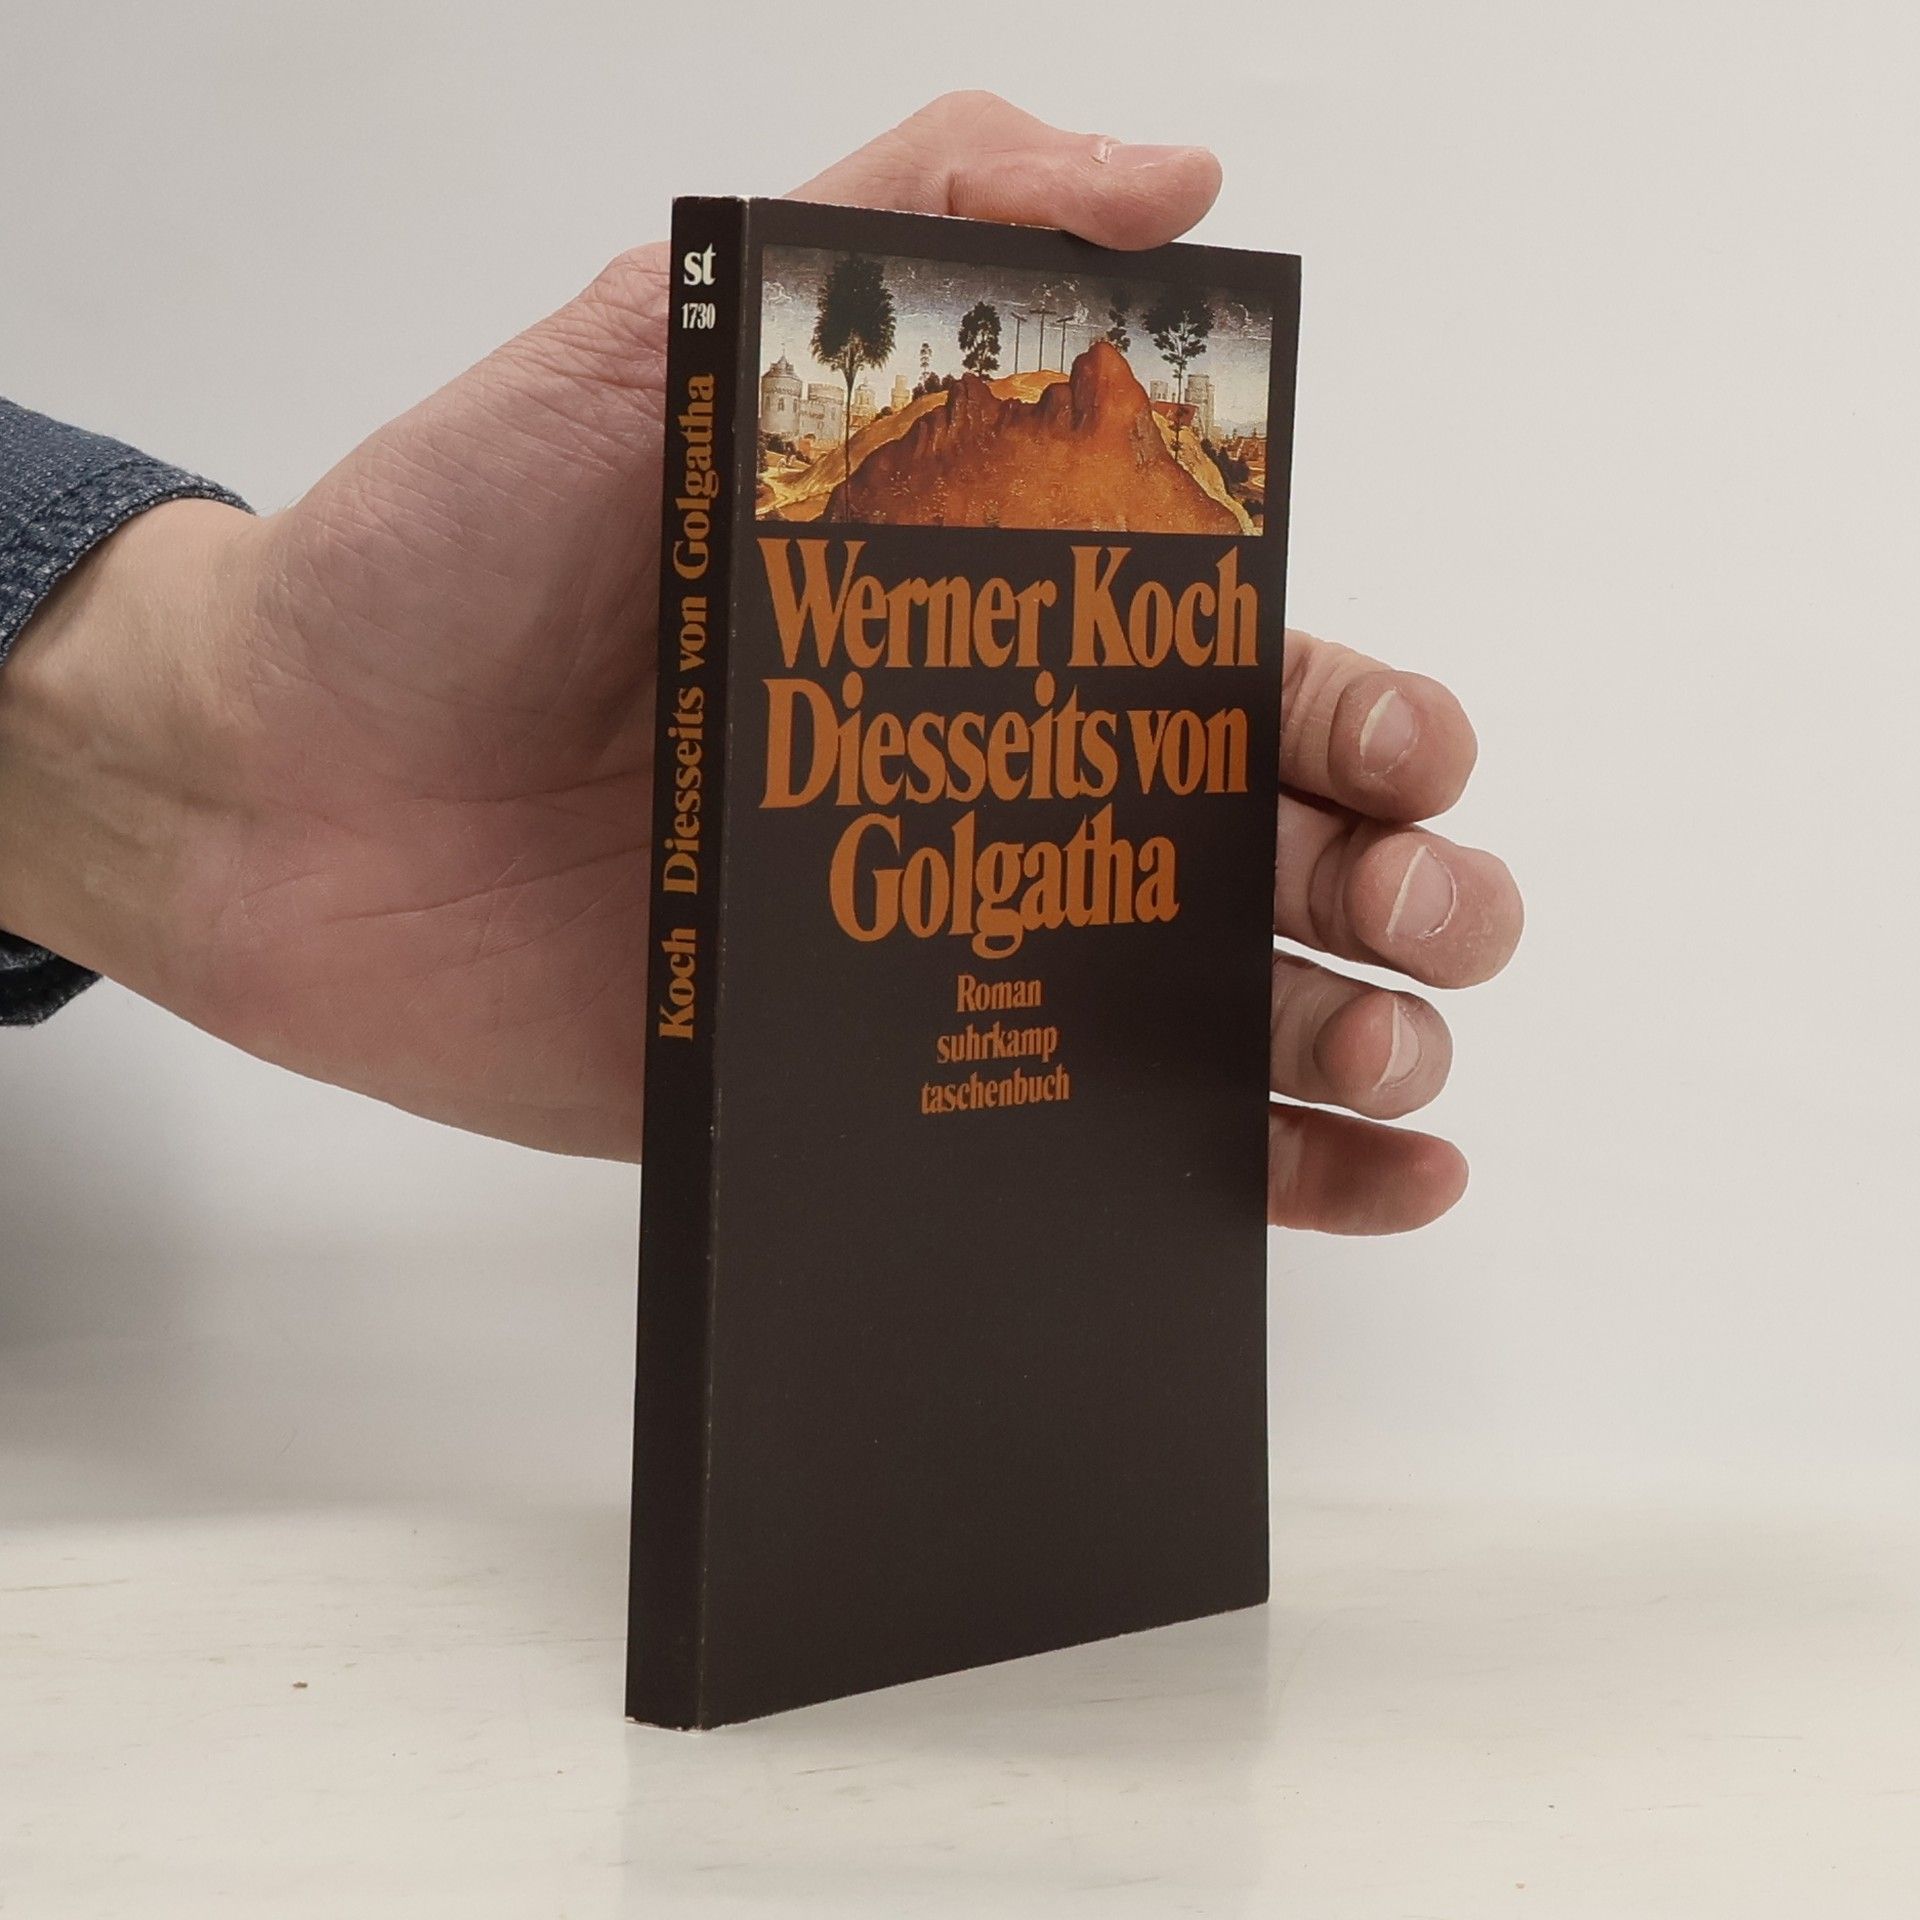 st
1730
Koch Diesseits von Golgatha
Werner Koch
Diesseits von
Golgatha
Roman
suhrkamp
taschenbuch